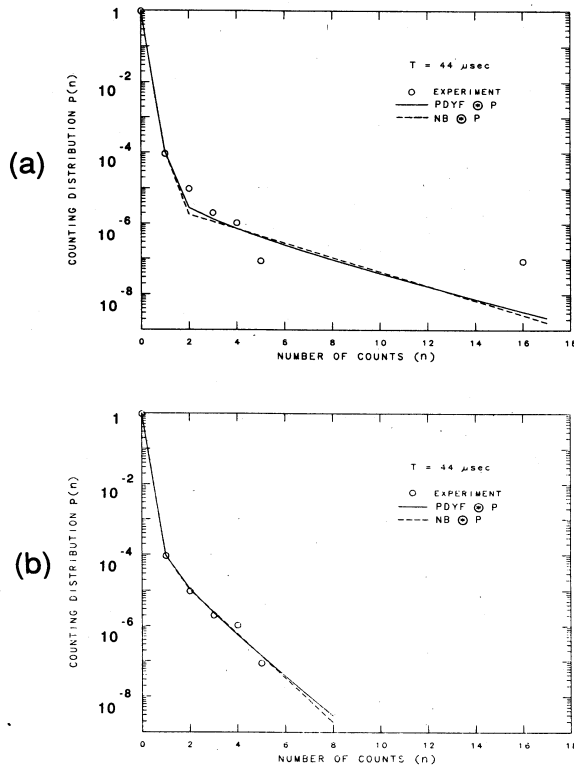 (a)
COUNTING DISTRIBUTION P(n)
1
10-2
10-4
10-6
10-8
T = 44 μsec
EXPERIMENT
PDYF ⊛ P
NB ⊛ P
0 2 4 6 8 10 12 14 16 18
NUMBER OF COUNTS (n)
(b)
COUNTING DISTRIBUTION P(n)
1
10-2
10-4
10-6
10-8
T = 44 μsec
EXPERIMENT
PDYF ⊛ P
NB ⊛ P
0 2 4 6 8 10 12 14 16 18
NUMBER OF COUNTS (n)